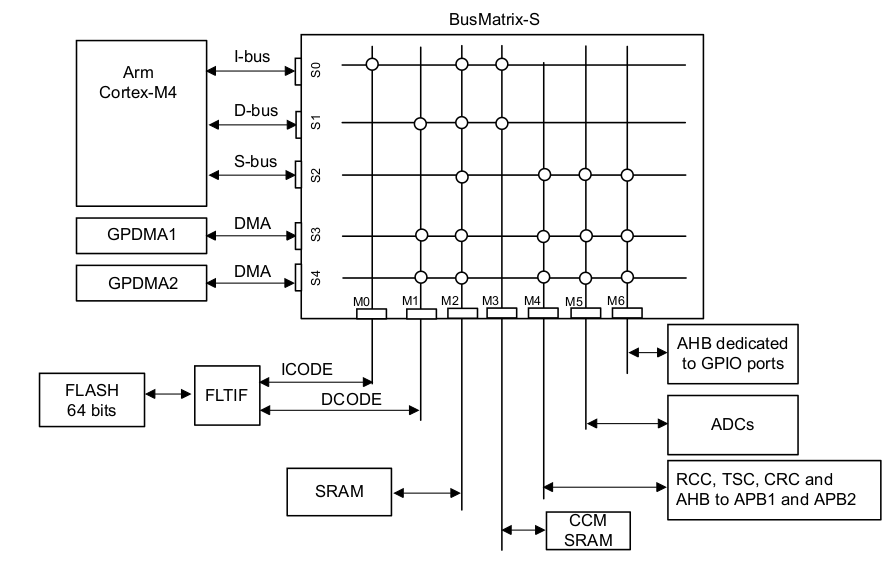 BusMatrix-S
Arm
Cortex-M4
I-bus
S0
D-bus
S1
S-bus
S2
GPDMA1
DMA
S3
GPDMA2
DMA
S4
M0
M1
M2
M3
M4
M5
M6
AHB dedicated
to GPIO ports
ICODE
FLASH
64 bits
FLTIF
DCODE
ADCs
RCC, TSC, CRC and
AHB to APB1 and APB2
SRAM
CCM
SRAM